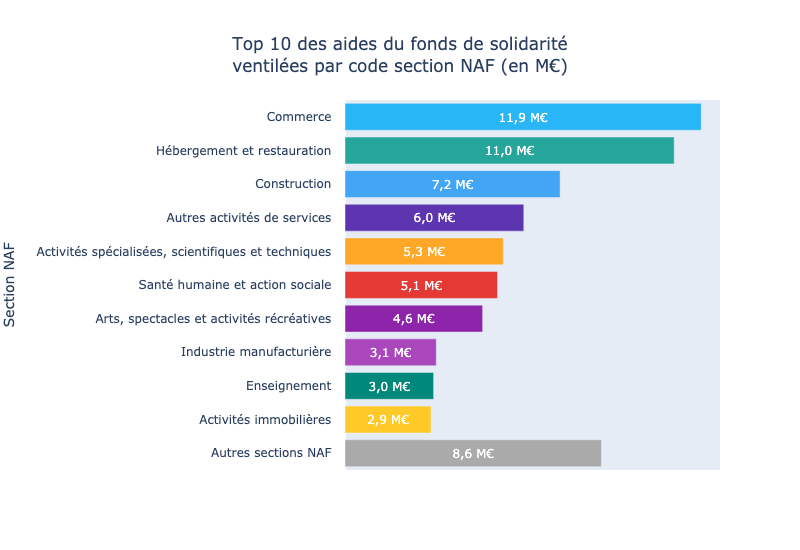 Top 10 des aides du fonds de solidarité
ventilées par code section NAF (en M€)
Section NAF
Commerce 11,9 M€
Hébergement et restauration 11,0 M€
Construction 7,2 M€
Autres activités de services 6,0 M€
Activités spécialisées, scientifiques et techniques 5,3 M€
Santé humaine et action sociale 5,1 M€
Arts, spectacles et activités récréatives 4,6 M€
Industrie manufacturière 3,1 M€
Enseignement 3,0 M€
Activités immobilières 2,9 M€
Autres sections NAF 8,6 M€